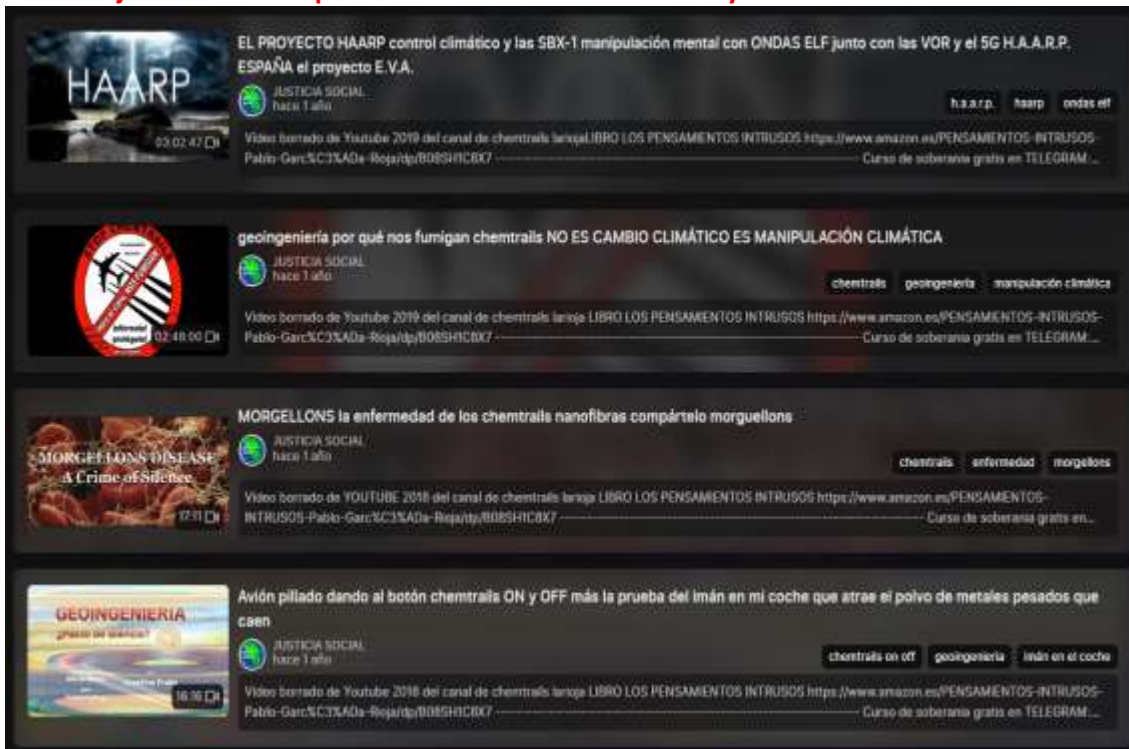 HAARP
03:02:47
EL PROYECTO HAARP control climático y las SBX-1 manipulación mental con ONDAS ELF junto con las VOR y el 5G H.A.A.R.P.
ESPAÑA el proyecto E.V.A.
JUSTICIA SOCIAL
hace 1 año
h.a.a.r.p. haarp ondas elf
Video borrado de Youtube 2019 del canal de chemtrails lariojaLIBRO LOS PENSAMIENTOS INTRUSOS https://www.amazon.es/PENSAMIENTOS-INTRUSOS-
Pablo-Garc%C3%ADa-Rioja/dp/B08SH1C8X7 ---------- Curso de soberania gratis en TELEGRAM:...
02:48:00
geoingeniería por qué nos fumigan chemtrails NO ES CAMBIO CLIMÁTICO ES MANIPULACIÓN CLIMÁTICA
JUSTICIA SOCIAL
hace 1 año
chemtrails geoingeniería manipulación climática
Video borrado de Youtube 2019 del canal de chemtrails larioja LIBRO LOS PENSAMIENTOS INTRUSOS https://www.amazon.es/PENSAMIENTOS-INTRUSOS-
Pablo-Garc%C3%ADa-Rioja/dp/B08SH1C8X7 ---------- Curso de soberania gratis en TELEGRAM:...
MORGELLONS DISEASE
A Crime of Silence
17:11
MORGELLONS la enfermedad de los chemtrails nanofibras compártelo morguellons
JUSTICIA SOCIAL
hace 1 año
chemtrails enfermedad morgellons
Video borrado de YOUTUBE 2018 del canal de chemtrails larioja LIBRO LOS PENSAMIENTOS INTRUSOS https://www.amazon.es/PENSAMIENTOS-
INTRUSOS-Pablo-Garc%C3%ADa-Rioja/dp/B08SH1C8X7 ---------- Curso de soberania gratis en...
GEOINGENIERIA
16:16
Avión pillado dando al botón chemtrails ON y OFF más la prueba del imán en mi coche que atrae el polvo de metales pesados que
caen
JUSTICIA SOCIAL
hace 1 año
chemtrails on off geoingeniería imán en el coche
Video borrado de Youtube 2018 del canal de chemtrails larioja LIBRO LOS PENSAMIENTOS INTRUSOS https://www.amazon.es/PENSAMIENTOS-INTRUSOS-
Pablo-Garc%C3%ADa-Rioja/dp/B08SH1C8X7 ---------- Curso de soberania gratis en TELEGRAM:...